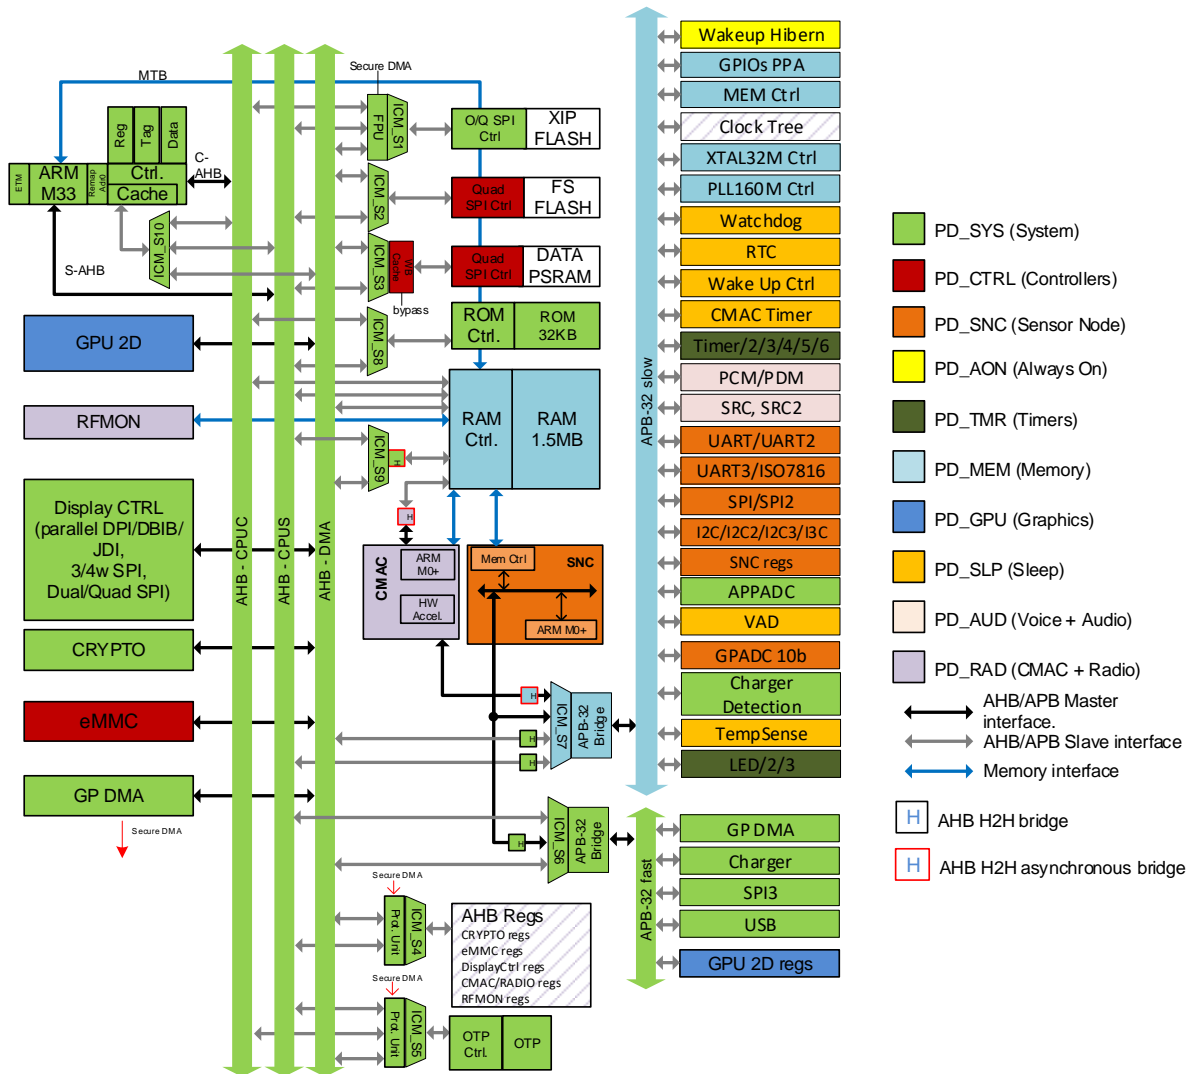 MTB
Secure DMA
Reg
Tag
Data
ETM
ARM
M33
Remap
Adr0
Ctrl.
Cache
C-
AHB
S-AHB
ICM_S10
FPU
ICM_S1
O/Q SPI
Ctrl
XIP
FLASH
ICM_S2
Quad
SPI Ctrl
FS
FLASH
ICM_S3
WB
Cache
bypass
Quad
SPI Ctrl
DATA
PSRAM
ICM_S8
ROM
Ctrl.
ROM
32KB
GPU 2D
RFMON
RAM
Ctrl.
RAM
1.5MB
ICM_S9
H
H
Display CTRL
(parallel DPI/DBIB/
JDI,
3/4w SPI,
Dual/Quad SPI)
AHB - CPUC
AHB - CPUS
AHB - DMA
CMAC
ARM
M0+
HW
Accel.
Mem Ctrl
SNC
ARM M0+
CRYPTO
eMMC
GP DMA
Secure DMA
H
H
H
ICM_S7
APB-32
Bridge
H
ICM_S6
APB-32
Bridge
Secure DMA
Prot. Unit
ICM_S4
AHB Regs
CRYPTO regs
eMMC regs
DisplayCtrl regs
CMAC/RADIO regs
RFMON regs
Secure DMA
Prot. Unit
ICM_S5
OTP
Ctrl.
OTP
APB-32 slow
Wakeup Hibern
GPIOs PPA
MEM Ctrl
Clock Tree
XTAL32M Ctrl
PLL160M Ctrl
Watchdog
RTC
Wake Up Ctrl
CMAC Timer
Timer/2/3/4/5/6
PCM/PDM
SRC, SRC2
UART/UART2
UART3/ISO7816
SPI/SPI2
I2C/I2C2/I2C3/I3C
SNC regs
APPADC
VAD
GPADC 10b
Charger
Detection
TempSense
LED/2/3
APB-32 fast
GP DMA
Charger
SPI3
USB
GPU 2D regs
PD_SYS (System)
PD_CTRL (Controllers)
PD_SNC (Sensor Node)
PD_AON (Always On)
PD_TMR (Timers)
PD_MEM (Memory)
PD_GPU (Graphics)
PD_SLP (Sleep)
PD_AUD (Voice + Audio)
PD_RAD (CMAC + Radio)
AHB/APB Master
interface.
AHB/APB Slave interface
Memory interface
H
AHB H2H bridge
H
AHB H2H asynchronous bridge